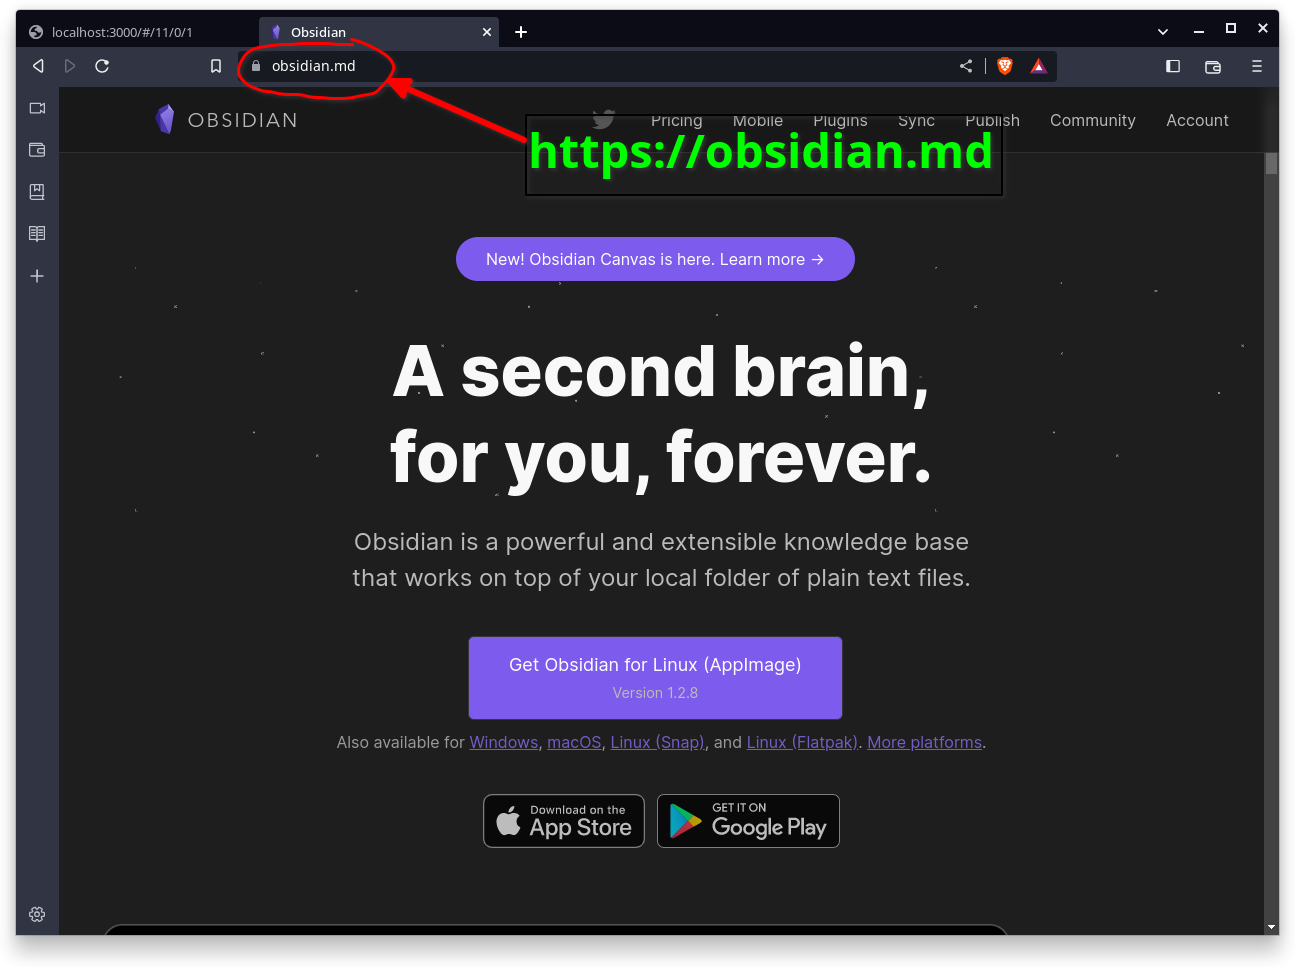 localhost:3000/#/11/0/1
Obsidian
obsidian.md
OBSIDIAN
Pricing Mobile Plugins Sync Publish Community Account
https://obsidian.md
New! Obsidian Canvas is here. Learn more →
A second brain,
for you, forever.
Obsidian is a powerful and extensible knowledge base
that works on top of your local folder of plain text files.
Get Obsidian for Linux (AppImage)
Version 1.2.8
Also available for Windows, macOS, Linux (Snap), and Linux (Flatpak). More platforms.
Download on the
App Store
GET IT ON
Google Play